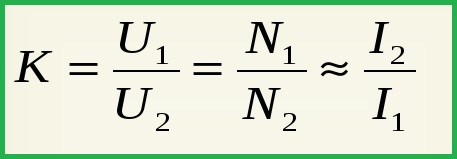 K = U₁/U₂ = N₁/N₂ ≈ I₂/I₁